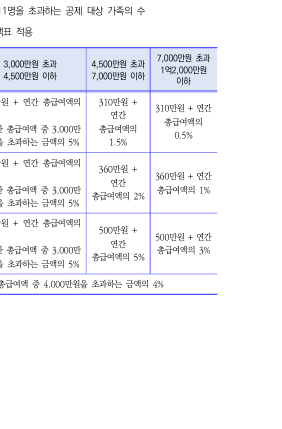 11명을 초과하는 공제 대상 가족의 수
표 적용
3,000만원 초과
4,500만원 이하
4,500만원 초과
7,000만원 이하
7,000만원 초과
1억2,000만원
이하
원 + 연간 총급여액의
총급여액 중 3,000만
초과하는 금액의 5%
310만원 +
연간
총급여액의
1.5%
310만원 + 연간
총급여액의
0.5%
원 + 연간 총급여액의
총급여액 중 3,000만
초과하는 금액의 5%
360만원 +
연간
총급여액의 2%
360만원 + 연간
총급여액의 1%
원 + 연간 총급여액의
총급여액 중 3,000만
초과하는 금액의 5%
500만원 +
연간
총급여액의 5%
500만원 + 연간
총급여액의 3%
총급여액 중 4,000만원을 초과하는 금액의 4%